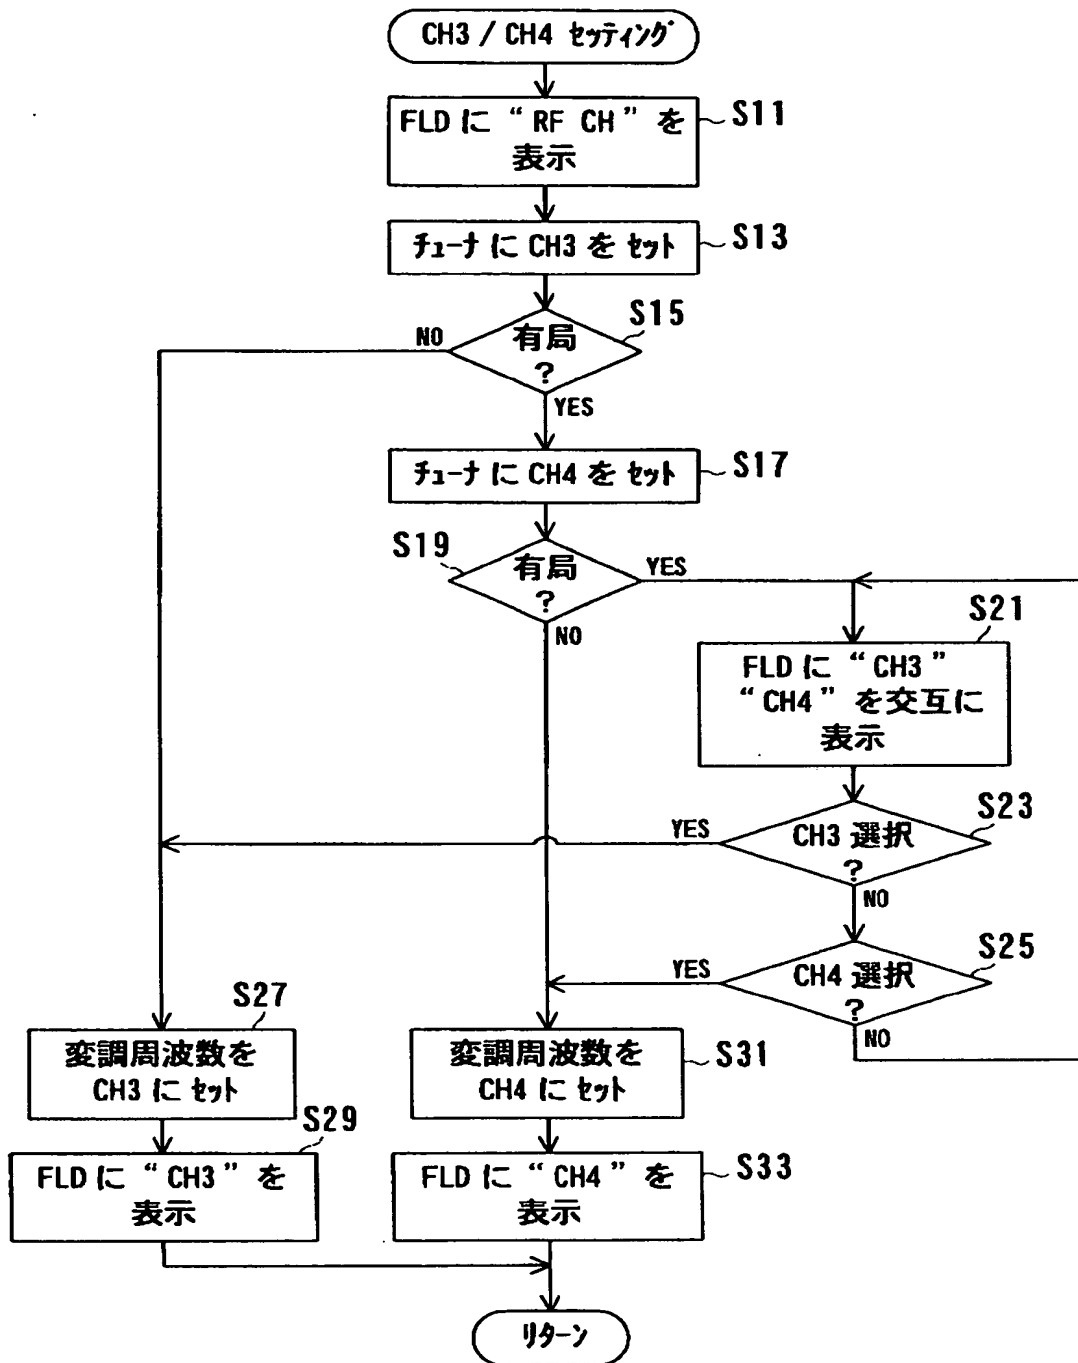 CH3 / CH4 セッティング
FLD に “ RF CH ” を
表示
S11
チューナ に CH3 を セット
S13
有局
?
S15
NO
YES
チューナ に CH4 を セット
S17
有局
?
S19
YES
NO
FLD に “ CH3 ”
“ CH4 ” を交互に
表示
S21
CH3 選択
?
S23
YES
NO
CH4 選択
?
S25
YES
NO
変調周波数を
CH3 に セット
S27
FLD に “ CH3 ” を
表示
S29
変調周波数を
CH4 に セット
S31
FLD に “ CH4 ” を
表示
S33
リターン